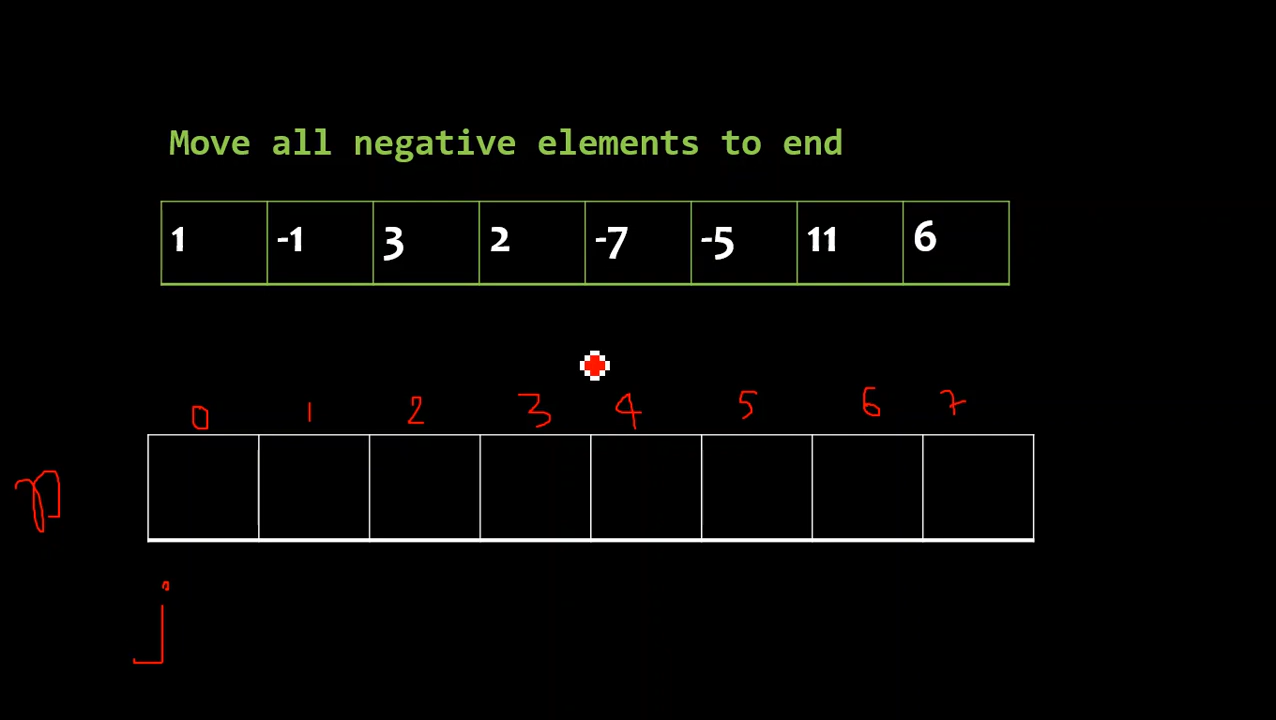 Move all negative elements to end
1 -1 3 2 -7 -5 11 6
0 1 2 3 4 5 6 7
j